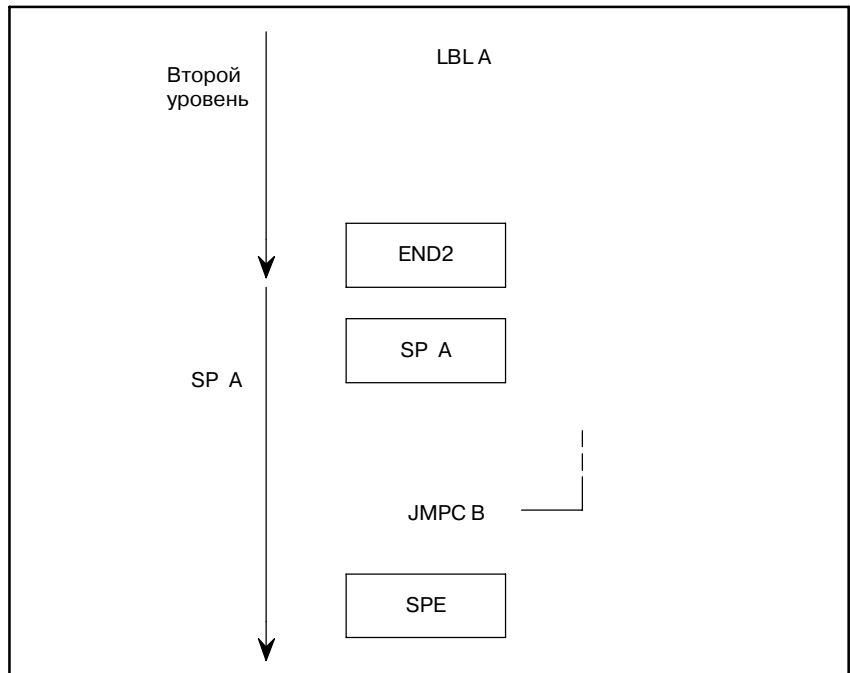 LBL A
Второй
уровень
END2
SP A
SP A
JMPC B
SPE